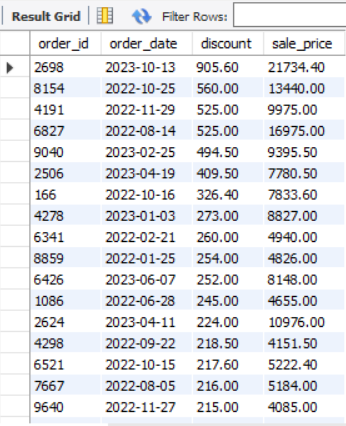 Result Grid Filter Rows:
order_id order_date discount sale_price
2698 2023-10-13 905.60 21734.40
8154 2022-10-25 560.00 13440.00
4191 2022-11-29 525.00 9975.00
6827 2022-08-14 525.00 16975.00
9040 2023-02-25 494.50 9395.50
2506 2023-04-19 409.50 7780.50
166 2022-10-16 326.40 7833.60
4278 2023-01-03 273.00 8827.00
6341 2022-02-21 260.00 4940.00
8859 2022-01-25 254.00 4826.00
6426 2023-06-07 252.00 8148.00
1086 2022-06-28 245.00 4655.00
2624 2023-04-11 224.00 10976.00
4298 2022-09-22 218.50 4151.50
6521 2022-10-15 217.60 5222.40
7667 2022-08-05 216.00 5184.00
9640 2022-11-27 215.00 4085.00